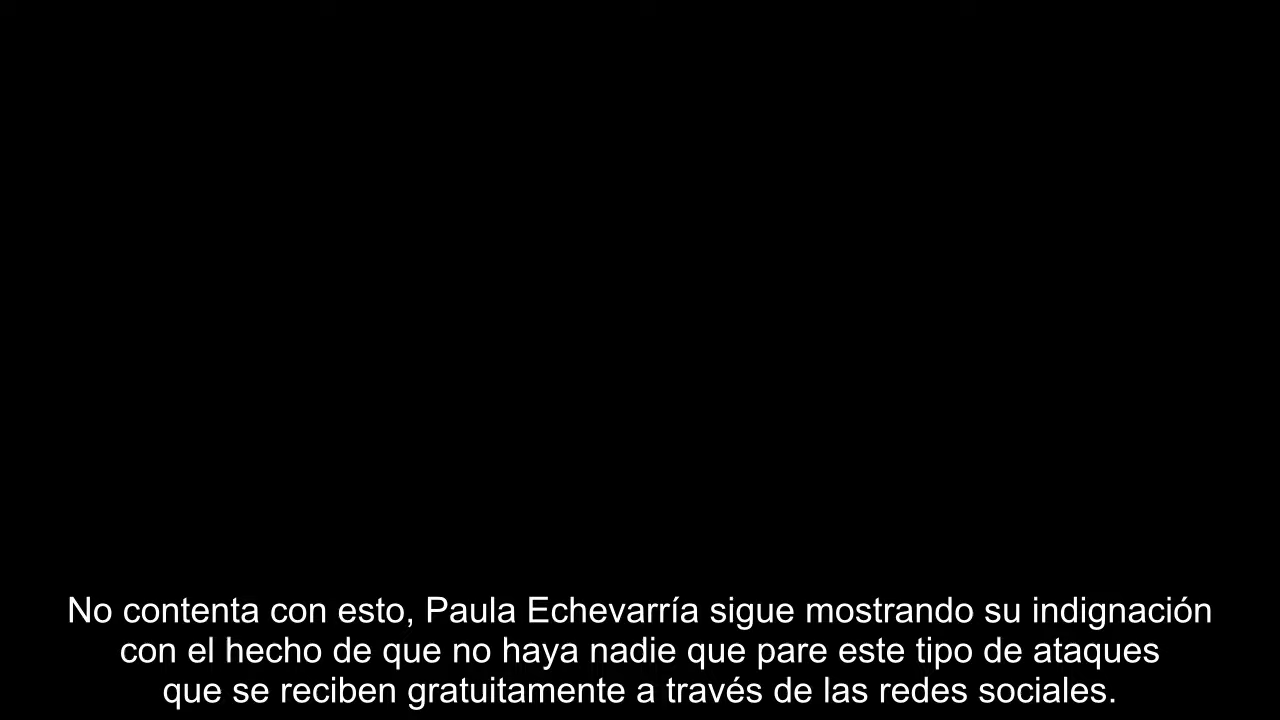 No contenta con esto, Paula Echevarría sigue mostrando su indignación
con el hecho de que no haya nadie que pare este tipo de ataques
que se reciben gratuitamente a través de las redes sociales.